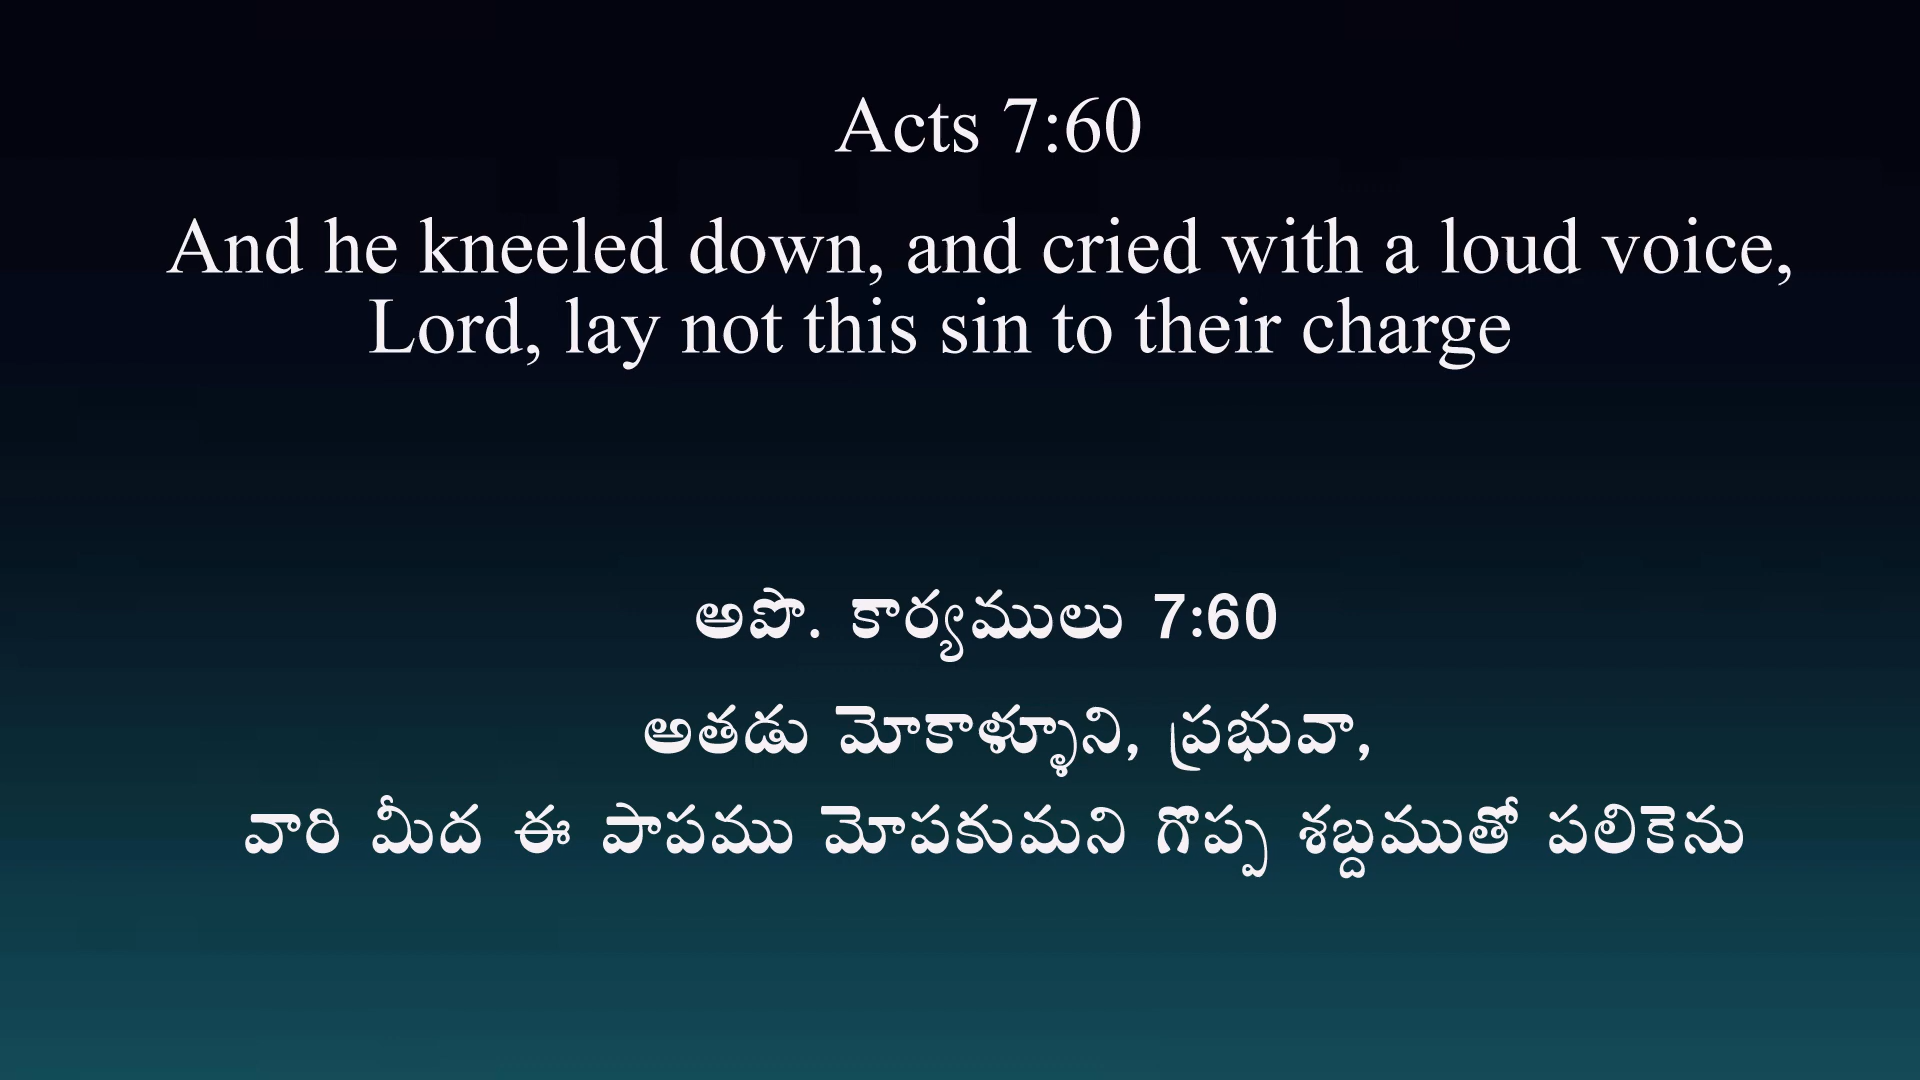 Acts 7:60
And he kneeled down, and cried with a loud voice,
Lord, lay not this sin to their charge
అపొ. కార్యములు 7:60
అతడు మోకాళ్ళూని, ప్రభువా,
వారి మీద ఈ పాపము మోపకుమని గొప్ప శబ్దముతో పలికెను